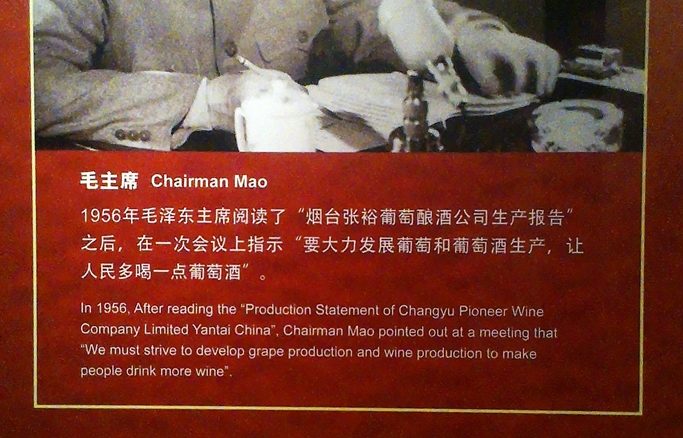 毛主席 Chairman Mao
1956年毛泽东主席阅读了“烟台张裕葡萄酿酒公司生产报告”
之后，在一次会议上指示“要大力发展葡萄和葡萄酒生产，让
人民多喝一点葡萄酒”。
In 1956, After reading the “Production Statement of Changyu Pioneer Wine
Company Limited Yantai China”, Chairman Mao pointed out at a meeting that
“We must strive to develop grape production and wine production to make
people drink more wine”.